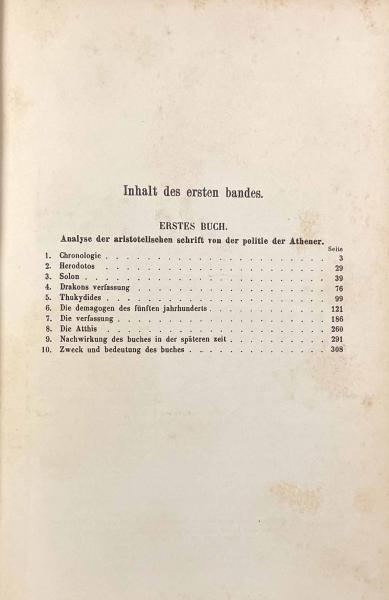 Inhalt des ersten bandes.
ERSTES BUCH.
Analyse der aristotelischen schrift von der politie der Athener.
Seite
1. Chronologie . . . . . . . . . . . . . . . . . . . . 3
2. Herodotos . . . . . . . . . . . . . . . . . . . . 29
3. Solon . . . . . . . . . . . . . . . . . . . . . . 39
4. Drakons verfassung . . . . . . . . . . . . . . . . 76
5. Thukydides . . . . . . . . . . . . . . . . . . . . 99
6. Die demagogen des fünften jahrhunderts . . . . . . . . . . 121
7. Die verfassung . . . . . . . . . . . . . . . . . . 186
8. Die Atthis . . . . . . . . . . . . . . . . . . . . 260
9. Nachwirkung des buches in der späteren zeit . . . . . . . . 291
10. Zweck und bedeutung des buches . . . . . . . . . . . . 308